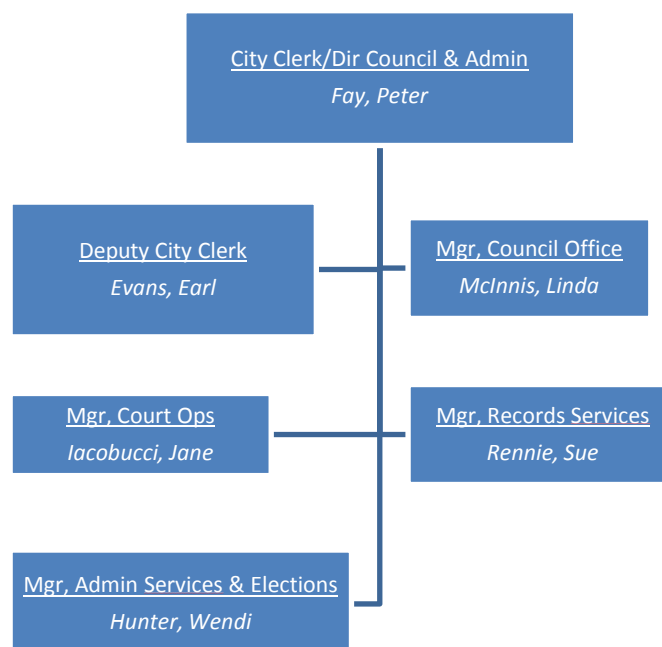 City Clerk/Dir Council & Admin
Fay, Peter
Deputy City Clerk
Evans, Earl
Mgr, Council Office
McInnis, Linda
Mgr, Court Ops
Iacobucci, Jane
Mgr, Records Services
Rennie, Sue
Mgr, Admin Services & Elections
Hunter, Wendi